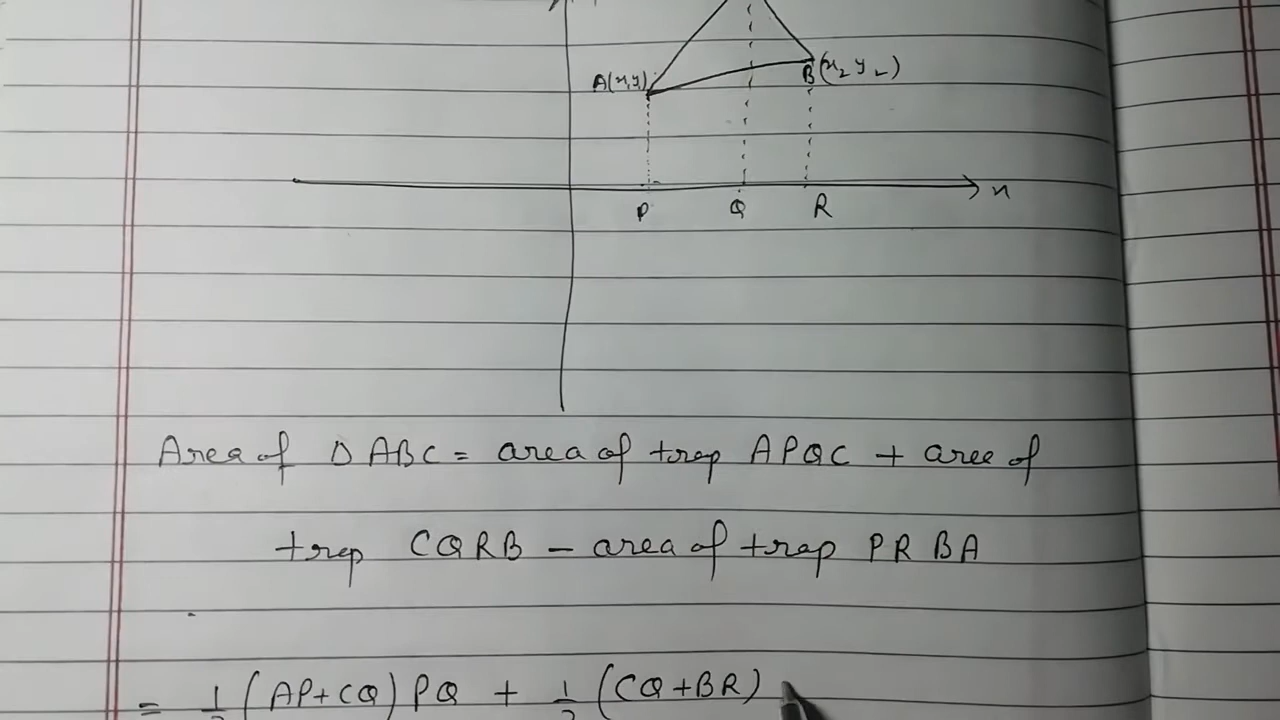 A(x,y)
B(x₂ y₂)
x
P Q R
Area of Δ ABC = area of trap APQC + area of
trap CQRB - area of trap PRBA
= 1/2 (AP+CQ) PQ + 1/2 (CQ+BR)